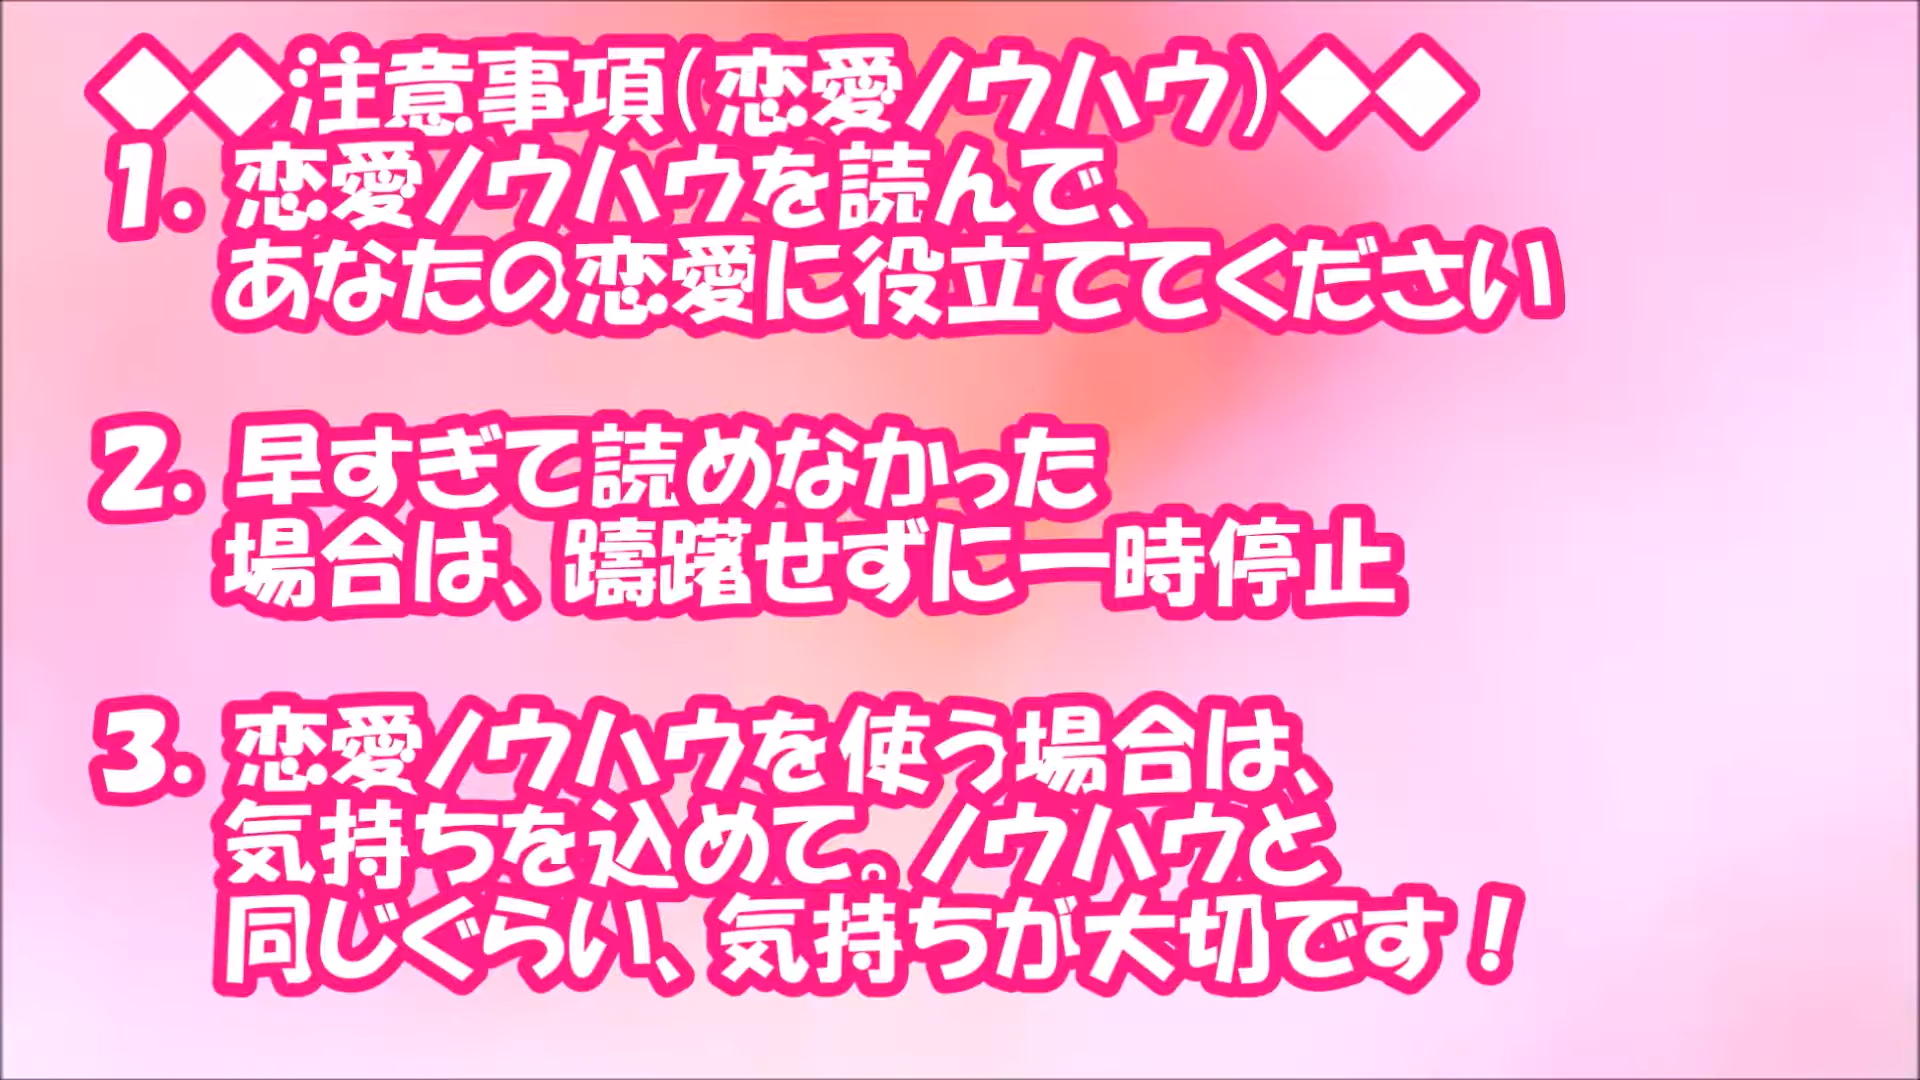 ◆◆注意事項(恋愛ノウハウ)◆◆
1. 恋愛ノウハウを読んで、
あなたの恋愛に役立ててください
2. 早すぎて読めなかった
場合は、躊躇せずに一時停止
3. 恋愛ノウハウを使う場合は、
気持ちを込めて。ノウハウと
同じぐらい、気持ちが大切です！